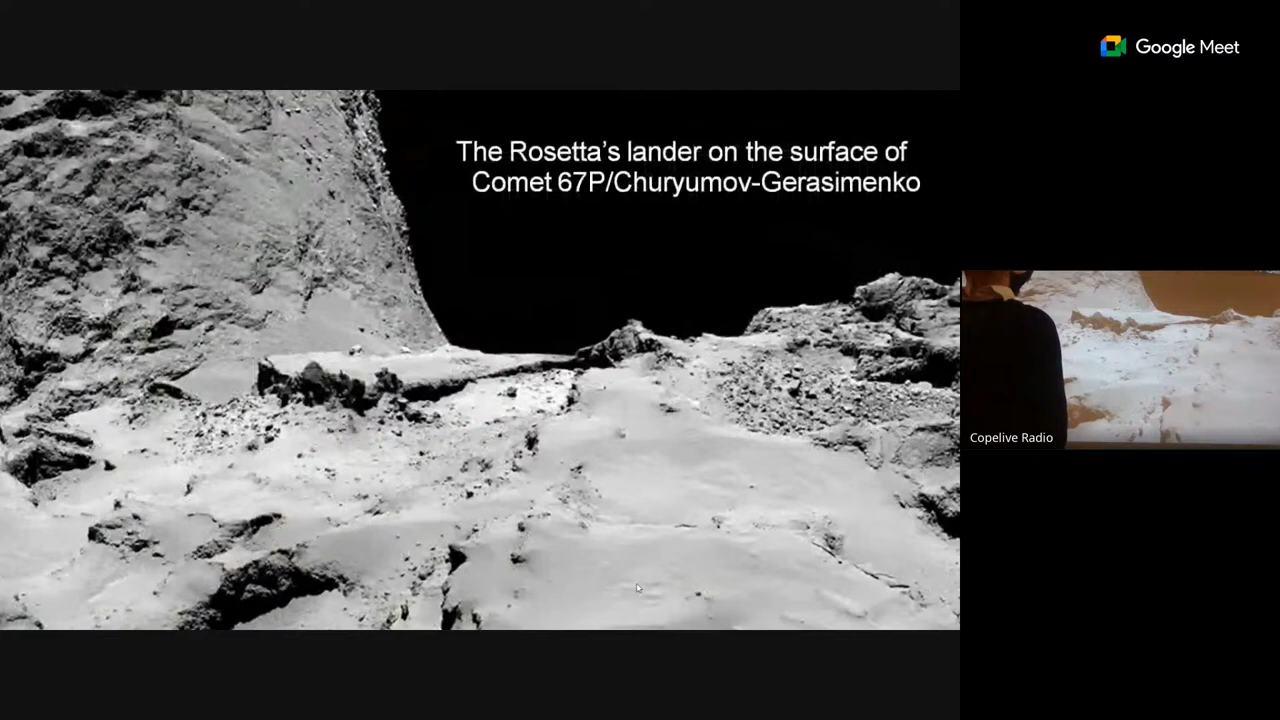 Google Meet
The Rosetta's lander on the surface of
Comet 67P/Churyumov-Gerasimenko
Copelive Radio